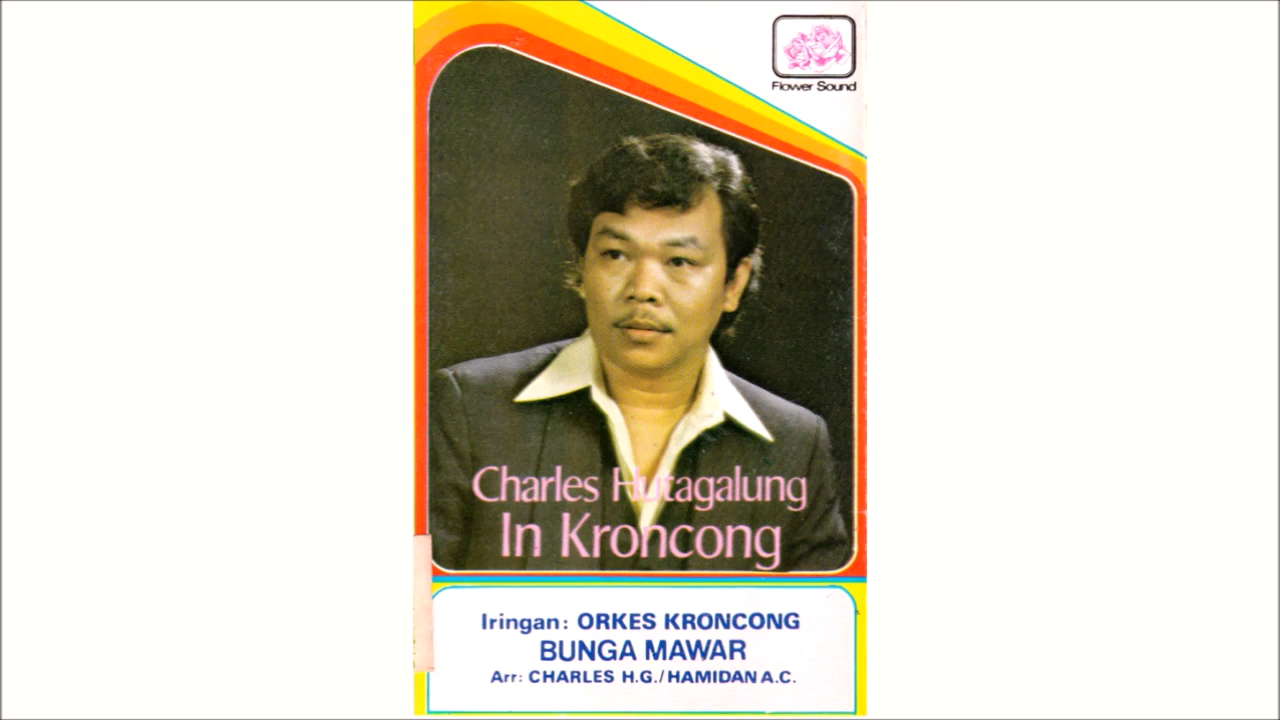 Flower Sound
Charles Hutagalung
In Kroncong
Iringan: ORKES KRONCONG
BUNGA MAWAR
Arr: CHARLES H.G./HAMIDAN A.C.